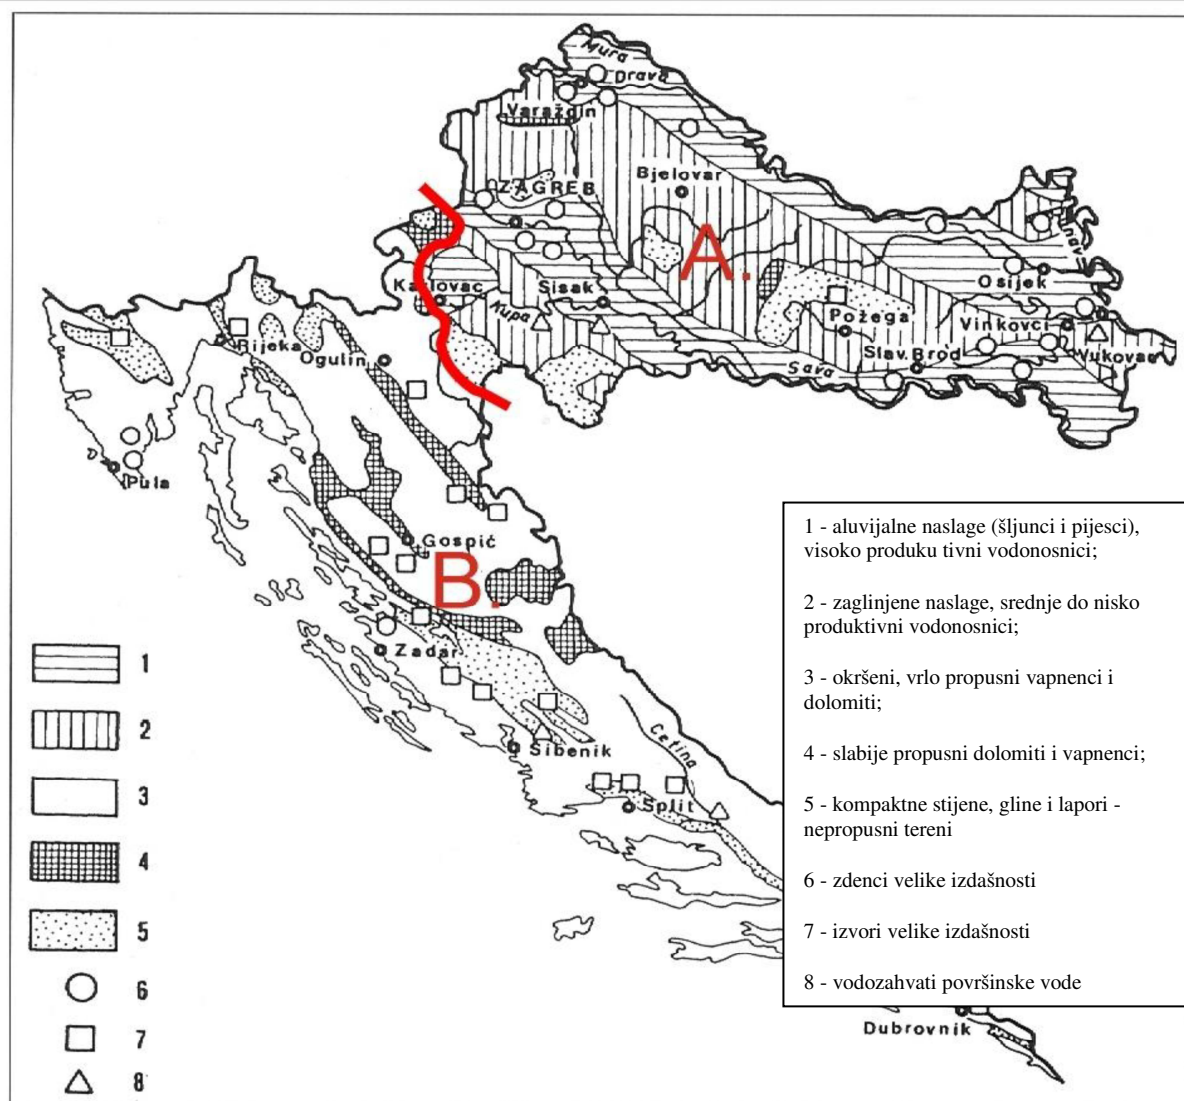 Mura
Drava
Varaždin
ZAGREB
Bjelovar
A.
Dunav
Osijek
Karlovac
Sisak
Kupa
Požega
Vinkovci
Vukovar
Slav. Brod
Sava
Rijeka
Ogulin
Pula
Gospić
B.
Zadar
Šibenik
Cetina
Split
Dubrovnik
1
2
3
4
5
6
7
8
1 - aluvijalne naslage (šljunci i pijesci),
visoko produku tivni vodonosnici;
2 - zaglinjene naslage, srednje do nisko
produktivni vodonosnici;
3 - okršeni, vrlo propusni vapnenci i
dolomiti;
4 - slabije propusni dolomiti i vapnenci;
5 - kompaktne stijene, gline i lapori -
nepropusni tereni
6 - zdenci velike izdašnosti
7 - izvori velike izdašnosti
8 - vodozahvati površinske vode